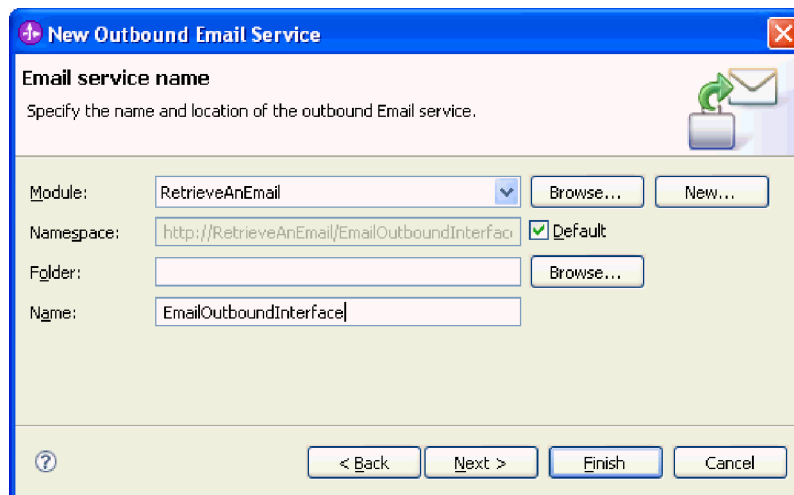 New Outbound Email Service
Email service name
Specify the name and location of the outbound Email service.
Module: RetrieveAnEmail Browse... New...
Namespace: http://RetrieveAnEmail/EmailOutboundInterfac Default
Folder: Browse...
Name: EmailOutboundInterface
? < Back Next > Finish Cancel